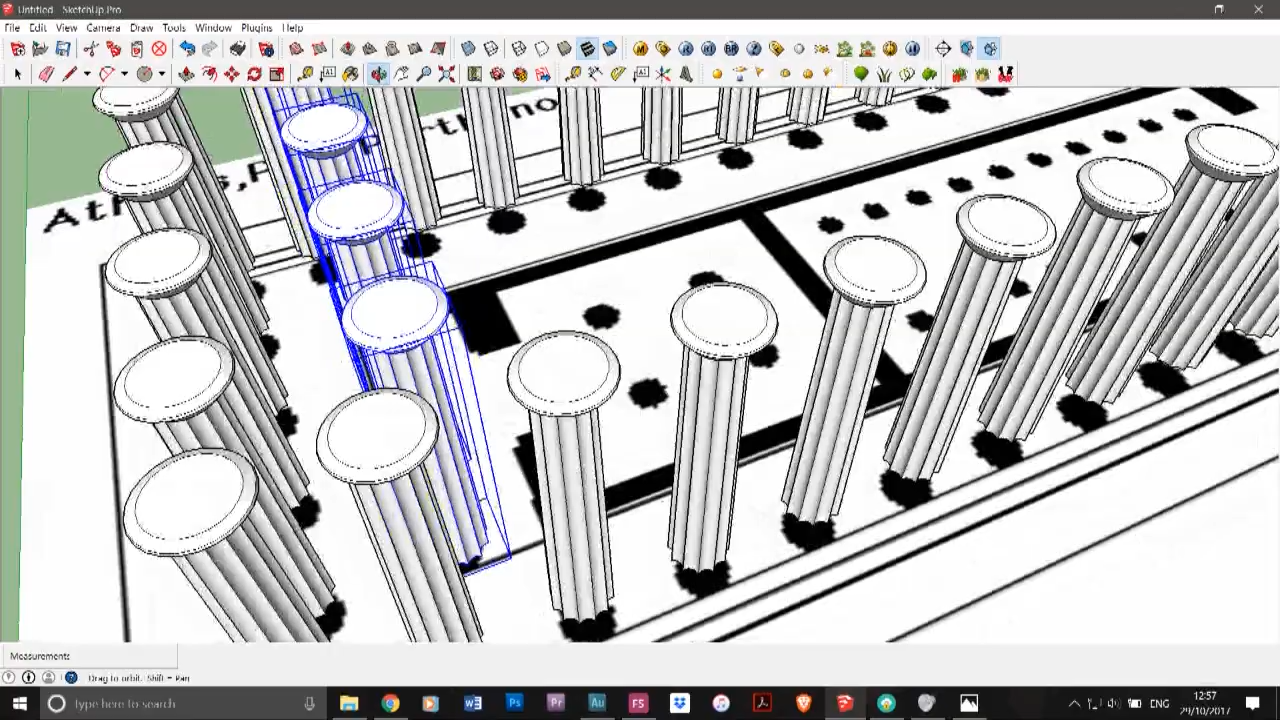 Untitled - SketchUp Pro
File Edit View Camera Draw Tools Window Plugins Help
Measurements
Drag to orbit. Shift = Pan
Type here to search
ENG
12:57
29/10/2017